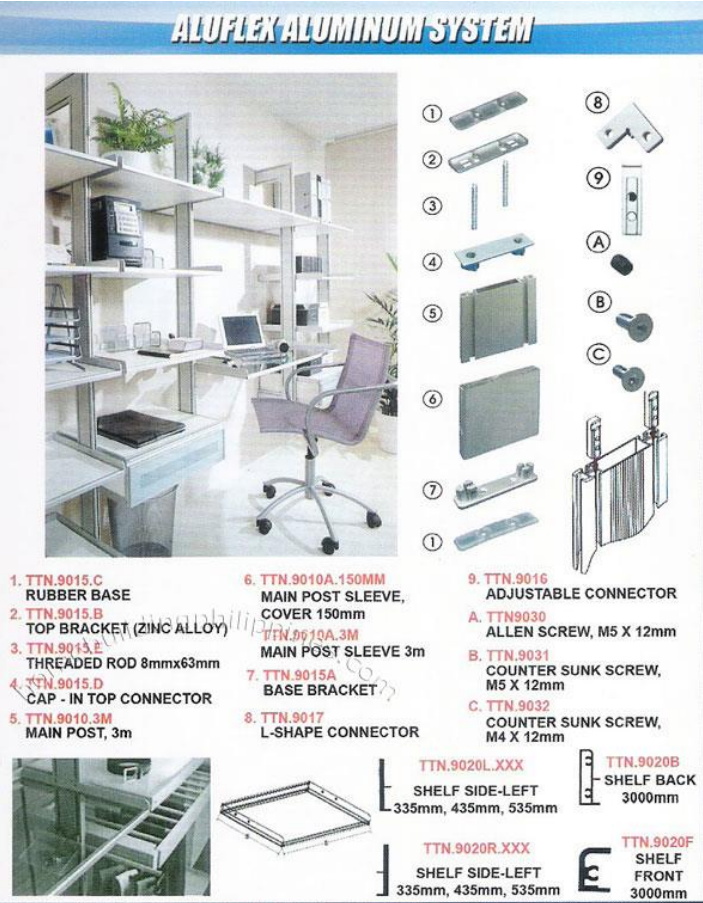 ALUFLEX ALUMINUM SYSTEM
1
2
3
4
5
6
7
1
8
9
A
B
C
1. TTN.9015.C
RUBBER BASE
2. TTN.9015.B
TOP BRACKET (ZINC ALLOY)
3. TTN.9015.E
THREADED ROD 8mmx63mm
4. TTN.9015.D
CAP - IN TOP CONNECTOR
5. TTN.9010.3M
MAIN POST, 3m
6. TTN.9010A.150MM
MAIN POST SLEEVE,
COVER 150mm
TTN.9010A.3M
MAIN POST SLEEVE 3m
7. TTN.9015A
BASE BRACKET
8. TTN.9017
L-SHAPE CONNECTOR
9. TTN.9016
ADJUSTABLE CONNECTOR
A. TTN9030
ALLEN SCREW, M5 X 12mm
B. TTN.9031
COUNTER SUNK SCREW,
M5 X 12mm
C. TTN.9032
COUNTER SUNK SCREW,
M4 X 12mm
TTN.9020L.XXX
SHELF SIDE-LEFT
335mm, 435mm, 535mm
TTN.9020B
SHELF BACK
3000mm
TTN.9020R.XXX
SHELF SIDE-LEFT
335mm, 435mm, 535mm
TTN.9020F
SHELF
FRONT
3000mm